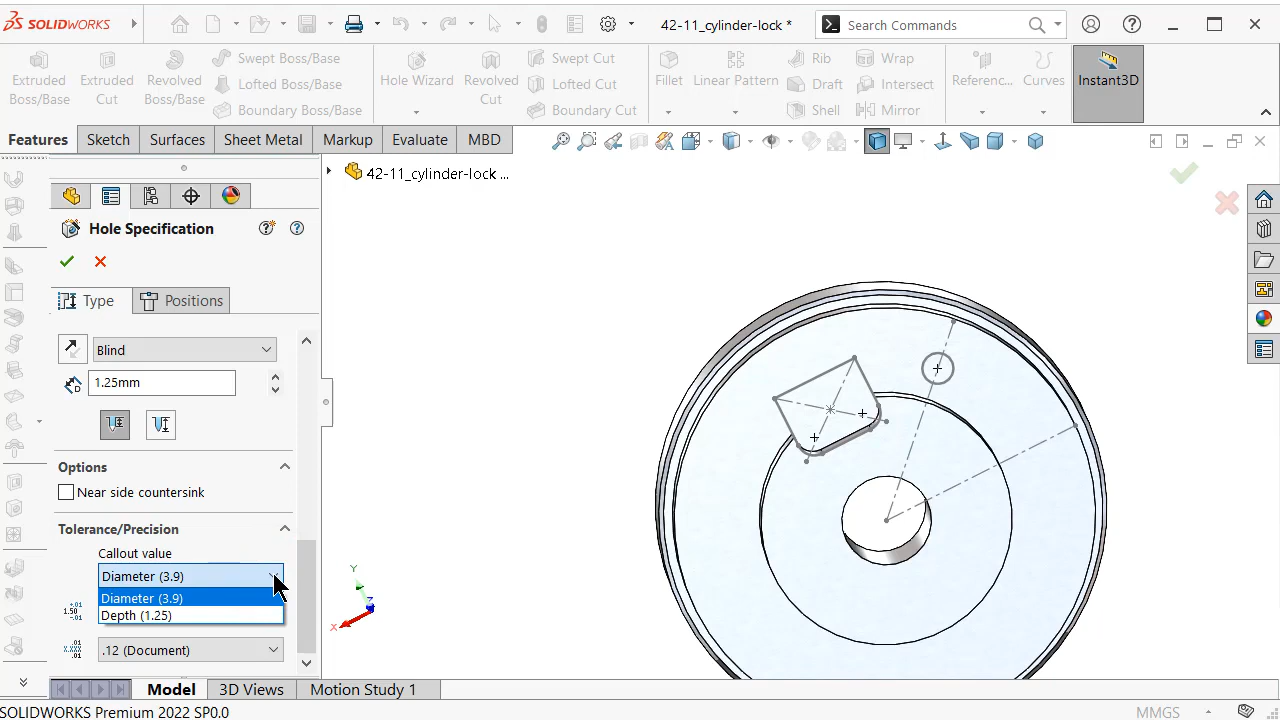 SOLIDWORKS
42-11_cylinder-lock *
Search Commands
Extruded Boss/Base
Extruded Cut
Revolved Boss/Base
Swept Boss/Base
Lofted Boss/Base
Boundary Boss/Base
Hole Wizard
Revolved Cut
Swept Cut
Lofted Cut
Boundary Cut
Fillet
Linear Pattern
Rib
Draft
Shell
Wrap
Intersect
Mirror
Referenc...
Curves
Instant3D
Features
Sketch
Surfaces
Sheet Metal
Markup
Evaluate
MBD
42-11_cylinder-lock ...
Hole Specification
Type
Positions
Blind
1.25mm
Options
Near side countersink
Tolerance/Precision
Callout value
Diameter (3.9)
Diameter (3.9)
Depth (1.25)
.12 (Document)
Y
Z
X
Model
3D Views
Motion Study 1
SOLIDWORKS Premium 2022 SP0.0
MMGS